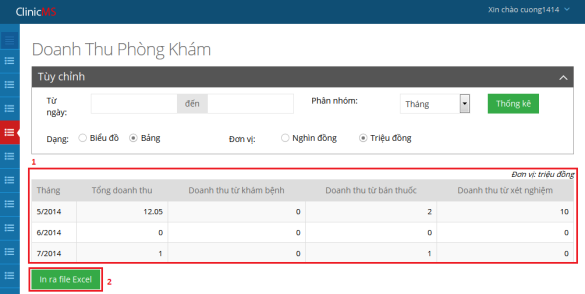 ClinicMS
Xin chào cuong1414
Doanh Thu Phòng Khám
Tùy chỉnh
Từ ngày: đến Phân nhóm: Tháng Thống kê
Dạng: Biểu đồ Bảng Đơn vị: Nghìn đồng Triệu đồng
1
Đơn vị: triệu đồng
Tháng Tổng doanh thu Doanh thu từ khám bệnh Doanh thu từ bán thuốc Doanh thu từ xét nghiệm
5/2014 12.05 0 2 10
6/2014 0 0 0 0
7/2014 1 0 1 0
In ra file Excel 2